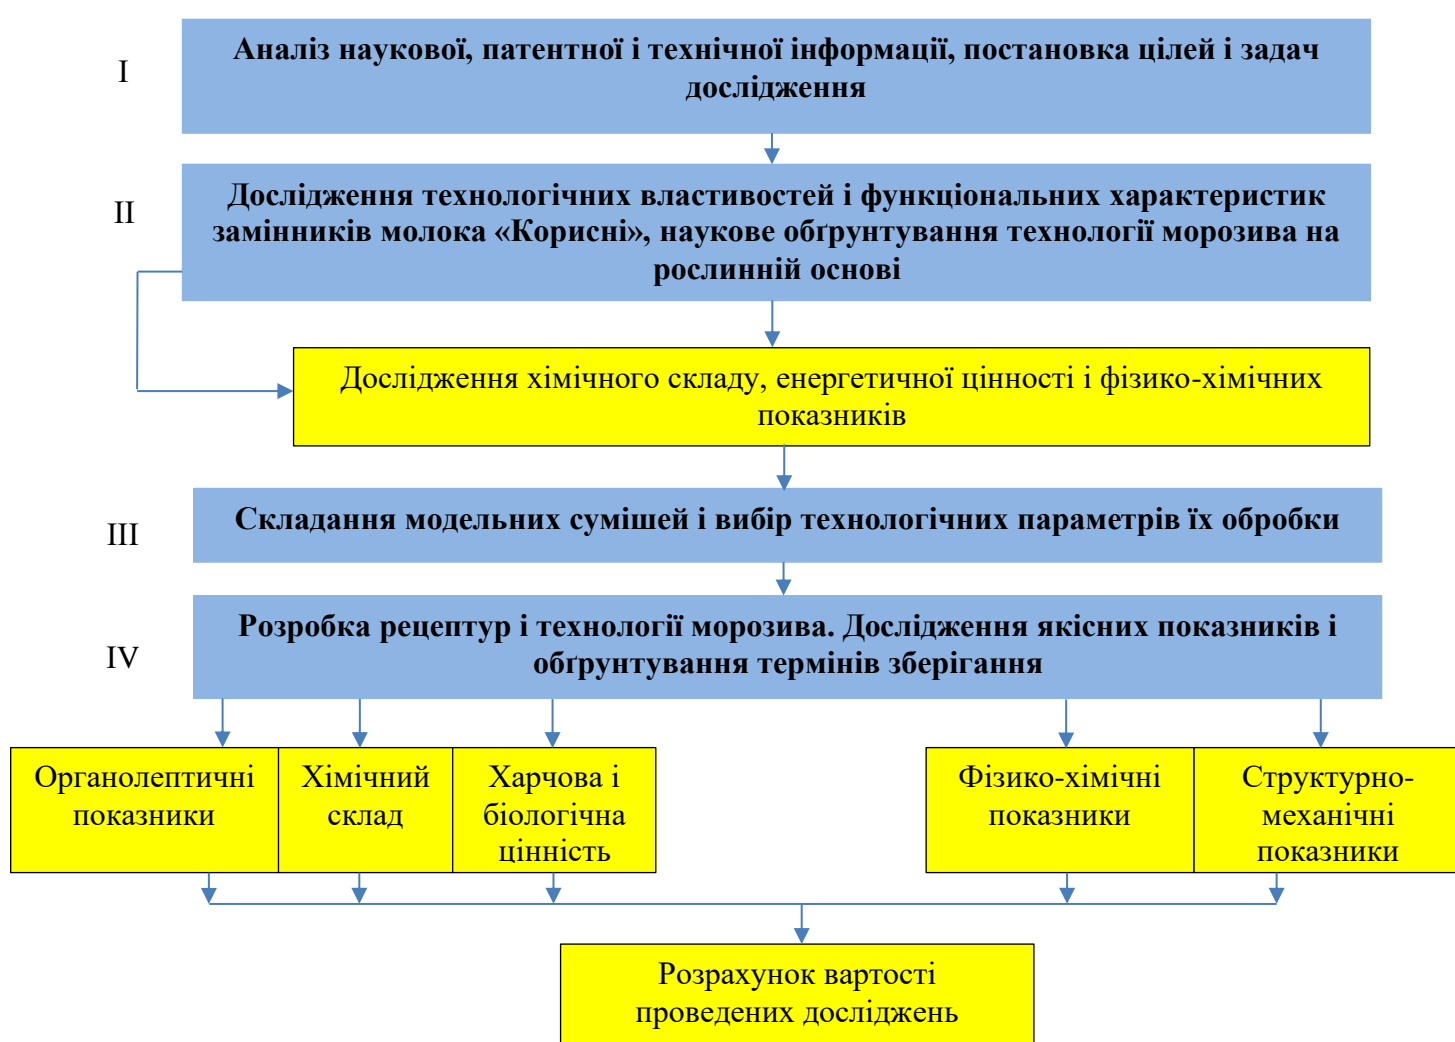 I
Аналіз наукової, патентної і технічної інформації, постановка цілей і задач
дослідження
II
Дослідження технологічних властивостей і функціональних характеристик
замінників молока «Корисні», наукове обґрунтування технології морозива на
рослинній основі
Дослідження хімічного складу, енергетичної цінності і фізико-хімічних
показників
III
Складання модельних сумішей і вибір технологічних параметрів їх обробки
IV
Розробка рецептур і технології морозива. Дослідження якісних показників і
обґрунтування термінів зберігання
Органолептичні
показники
Хімічний
склад
Харчова і
біологічна
цінність
Фізико-хімічні
показники
Структурно-
механічні
показники
Розрахунок вартості
проведених досліджень